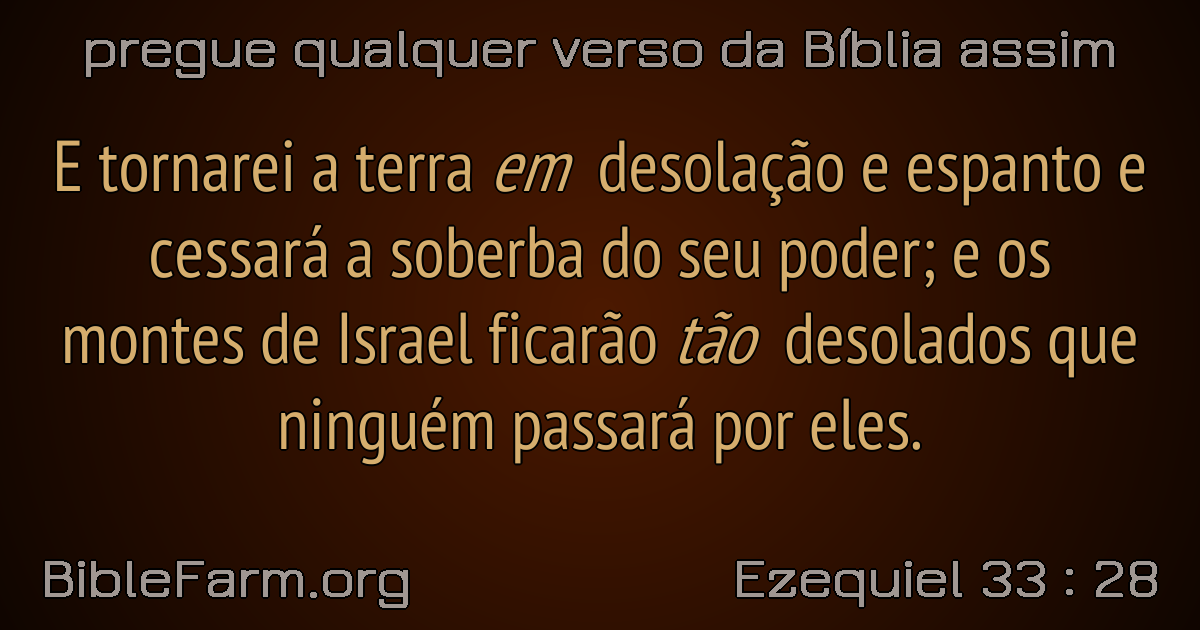 pregue qualquer verso da Bíblia assim
E tornarei a terra em desolação e espanto e
cessará a soberba do seu poder; e os
montes de Israel ficarão tão desolados que
ninguém passará por eles.
BibleFarm.org
Ezequiel 33 : 28